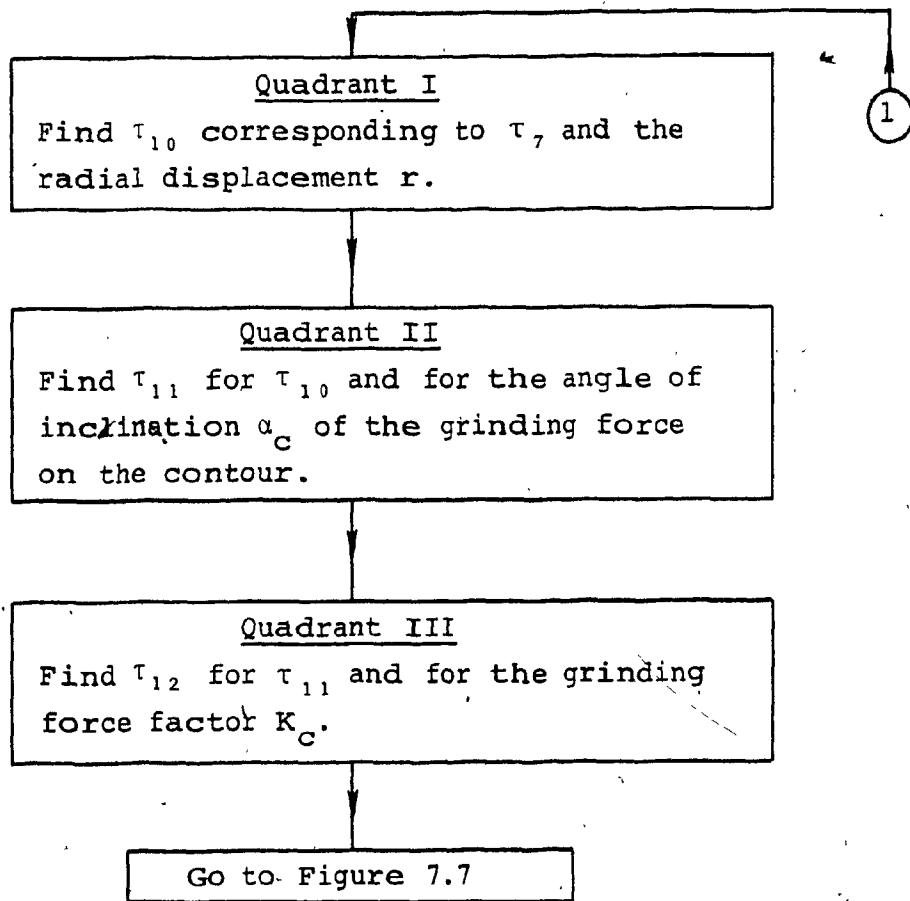 1
Quadrant I
Find τ₁₀ corresponding to τ₇ and the
radial displacement r.
Quadrant II
Find τ₁₁ for τ₁₀ and for the angle of
inclination α_c of the grinding force
on the contour.
Quadrant III
Find τ₁₂ for τ₁₁ and for the grinding
force factor K_c.
Go to Figure 7.7